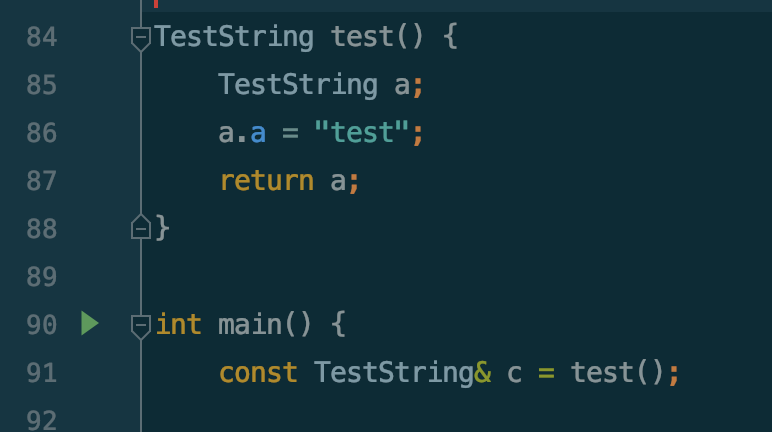 84 TestString test() {
85     TestString a;
86     a.a = "test";
87     return a;
88 }
89
90 int main() {
91     const TestString& c = test();
92